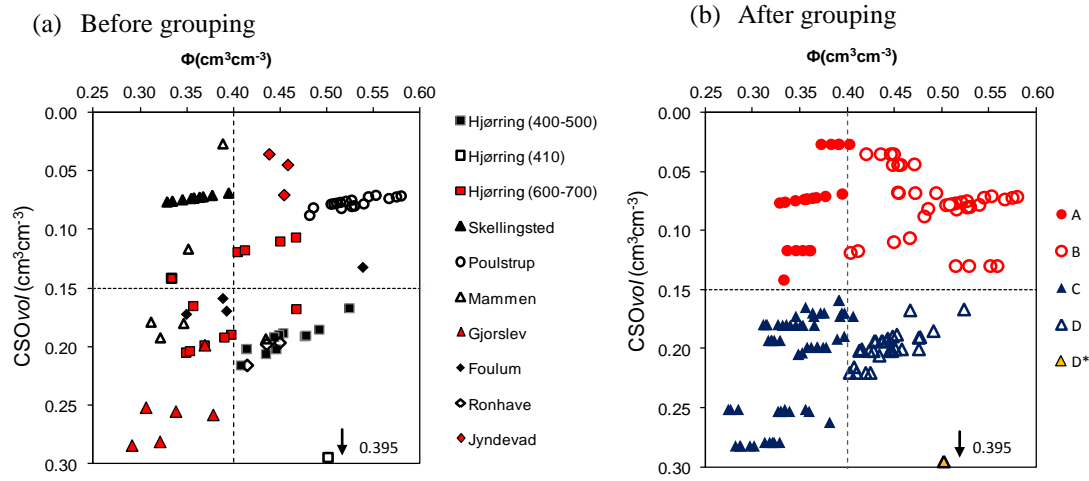 (a) Before grouping
Φ(cm³cm⁻³)
0.25 0.30 0.35 0.40 0.45 0.50 0.55 0.60
0.00
0.05
0.10
0.15
0.20
0.25
0.30
CSOvol (cm³cm⁻³)
0.395
Hjørring (400-500)
Hjørring (410)
Hjørring (600-700)
Skellingsted
Poulstrup
Mammen
Gjorslev
Foulum
Ronhave
Jyndevad
(b) After grouping
Φ(cm³cm⁻³)
0.25 0.30 0.35 0.40 0.45 0.50 0.55 0.60
0.00
0.05
0.10
0.15
0.20
0.25
0.30
CSOvol (cm³cm⁻³)
0.395
A
B
C
D
D*